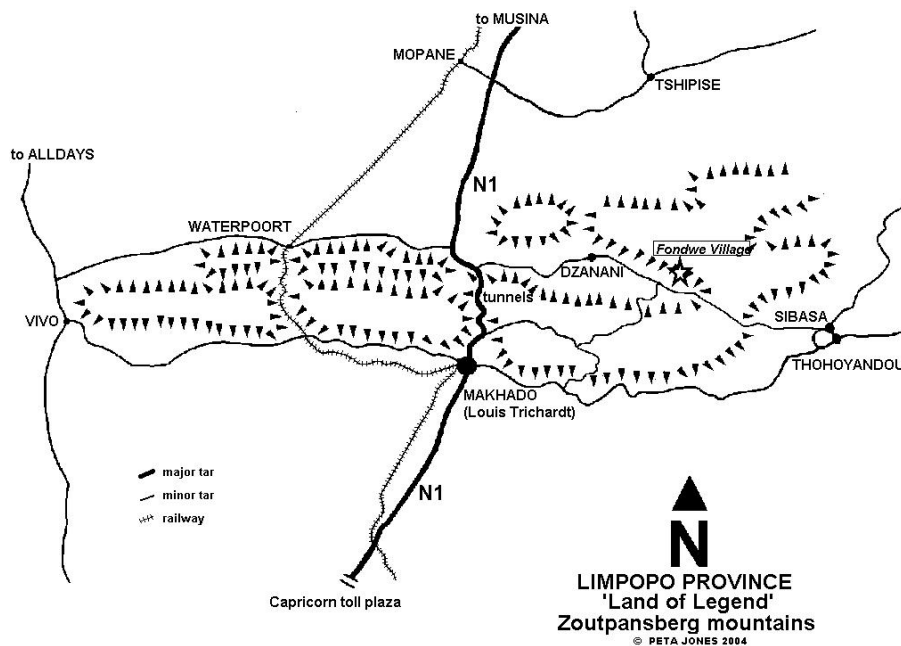 to MUSINA
MOPANE
TSHIPISE
to ALLDAYS
N1
WATERPOORT
Fondwe Village
DZANANI
tunnels
VIVO
SIBASA
THOHOYANDOU
MAKHADO
(Louis Trichardt)
major tar
minor tar
railway
N1
Capricorn toll plaza
N
LIMPOPO PROVINCE
'Land of Legend'
Zoutpansberg mountains
© PETA JONES 2004